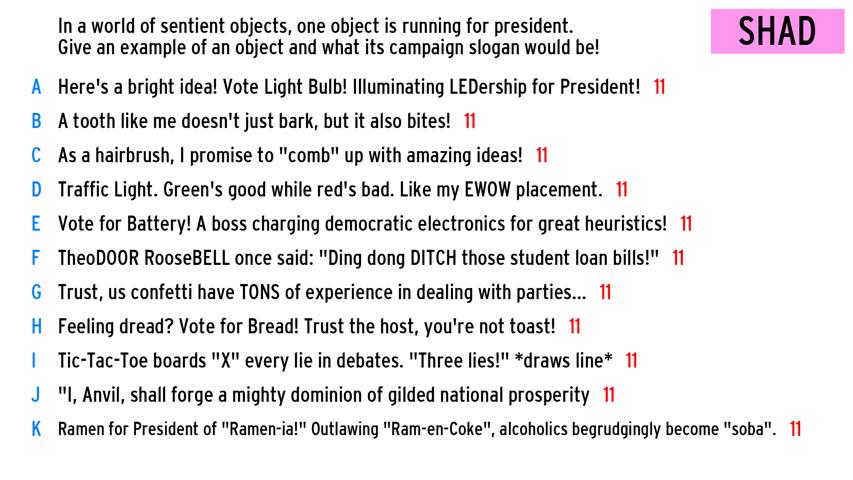 In a world of sentient objects, one object is running for president.
Give an example of an object and what its campaign slogan would be!
SHAD
A Here's a bright idea! Vote Light Bulb! Illuminating LEDership for President! 11
B A tooth like me doesn't just bark, but it also bites! 11
C As a hairbrush, I promise to "comb" up with amazing ideas! 11
D Traffic Light. Green's good while red's bad. Like my EWOW placement. 11
E Vote for Battery! A boss charging democratic electronics for great heuristics! 11
F TheoDOOR RooseBELL once said: "Ding dong DITCH those student loan bills!" 11
G Trust, us confetti have TONS of experience in dealing with parties... 11
H Feeling dread? Vote for Bread! Trust the host, you're not toast! 11
I Tic-Tac-Toe boards "X" every lie in debates. "Three lies!" *draws line* 11
J "I, Anvil, shall forge a mighty dominion of gilded national prosperity 11
K Ramen for President of "Ramen-ia!" Outlawing "Ram-en-Coke", alcoholics begrudgingly become "soba". 11